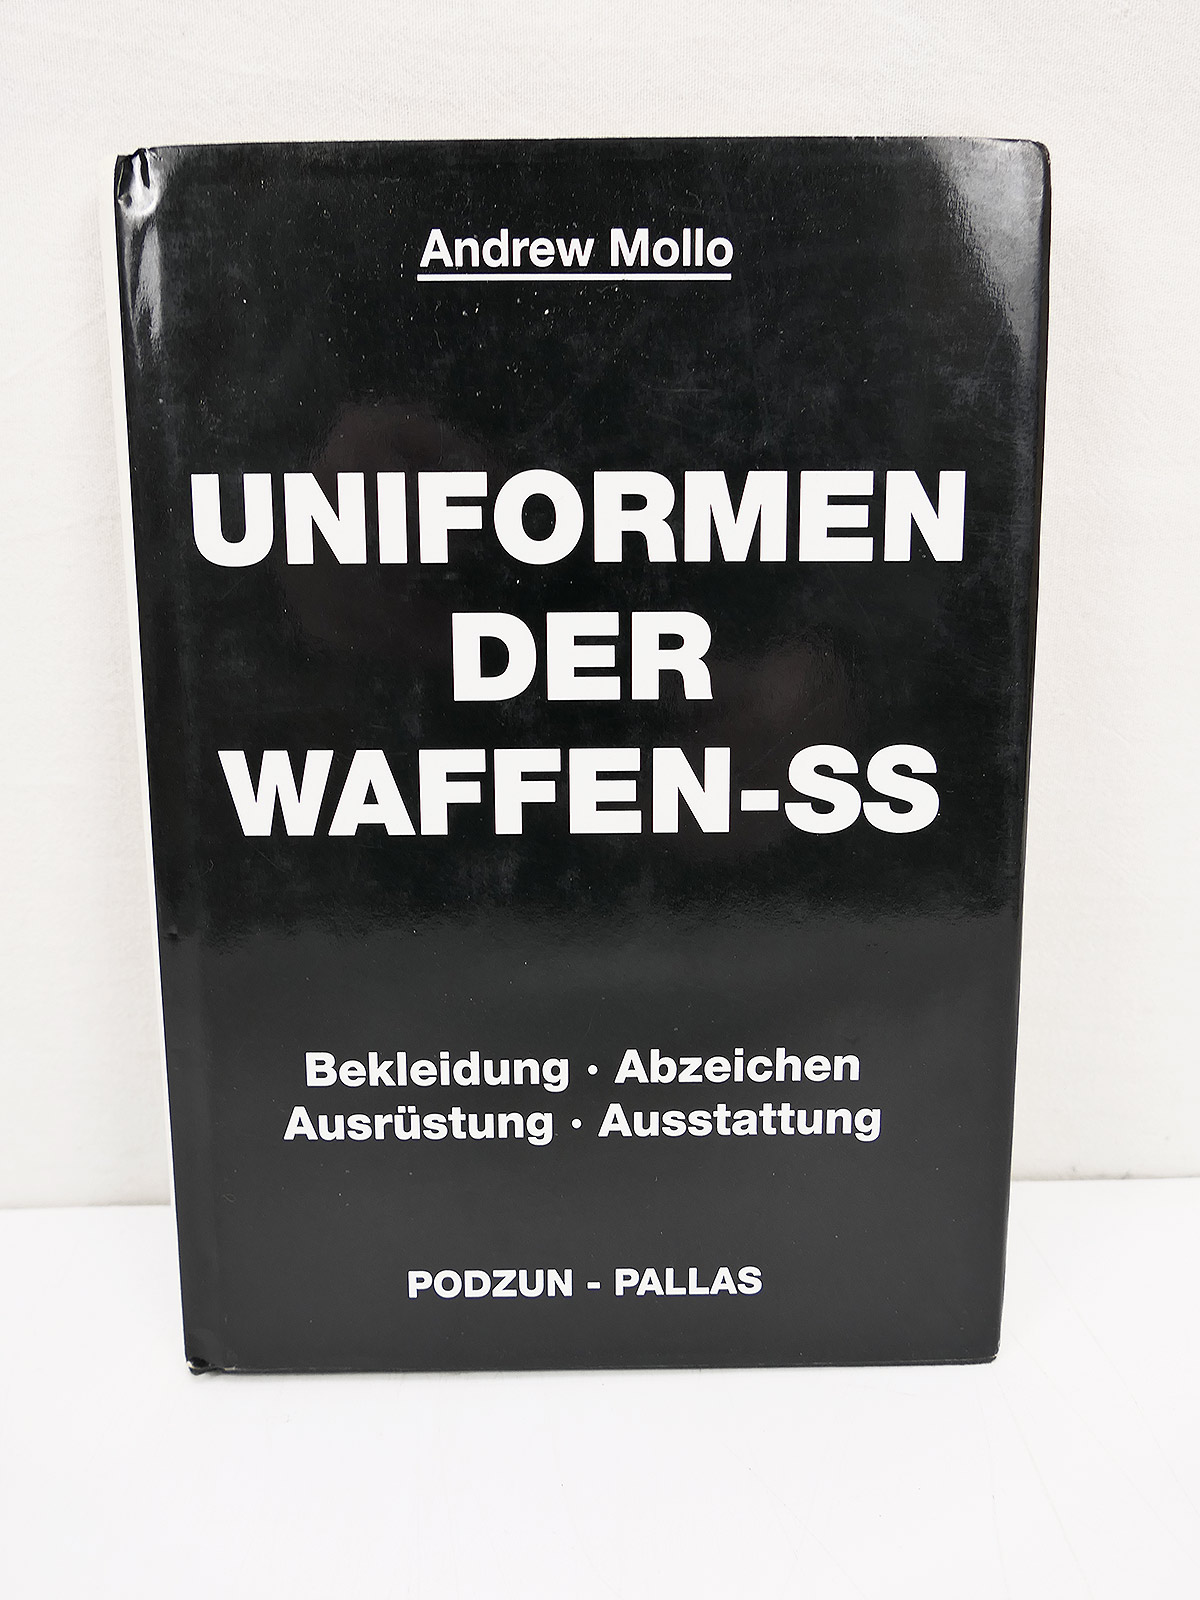 Andrew Mollo
UNIFORMEN
DER
WAFFEN-SS
Bekleidung · Abzeichen
Ausrüstung · Ausstattung
PODZUN - PALLAS